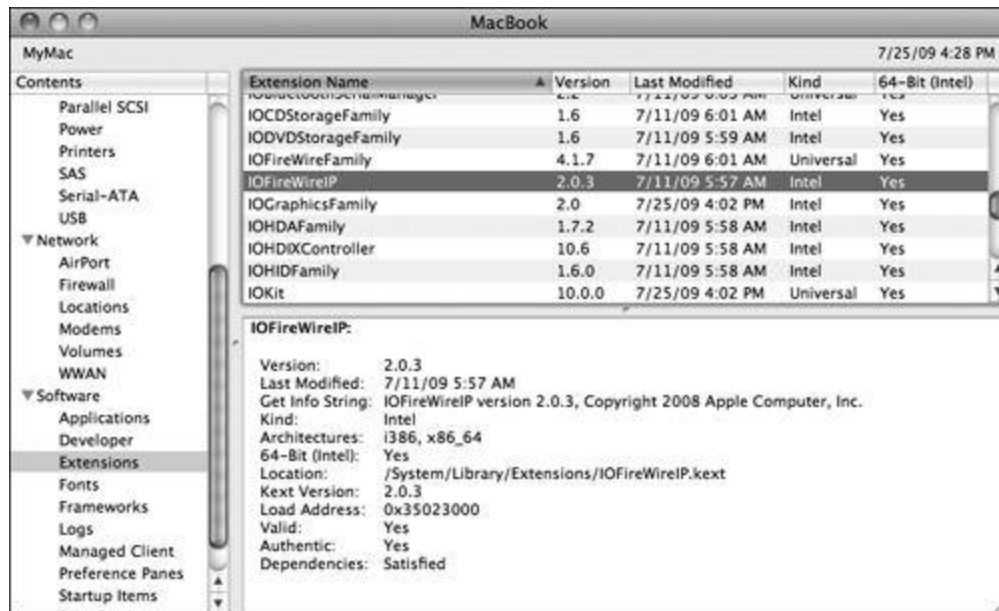 MacBook
MyMac 7/25/09 4:28 PM
Contents
Parallel SCSI
Power
Printers
SAS
Serial-ATA
USB
Network
AirPort
Firewall
Locations
Modems
Volumes
WWAN
Software
Applications
Developer
Extensions
Fonts
Frameworks
Logs
Managed Client
Preference Panes
Startup Items
Extension Name Version Last Modified Kind 64-Bit (Intel)
IOCDStorageFamily 1.6 7/11/09 6:01 AM Intel Yes
IODVDStorageFamily 1.6 7/11/09 5:59 AM Intel Yes
IOFireWireFamily 4.1.7 7/11/09 6:01 AM Universal Yes
IOFireWireIP 2.0.3 7/11/09 5:57 AM Intel Yes
IOGraphicsFamily 2.0 7/25/09 4:02 PM Intel Yes
IOHDAFamily 1.7.2 7/11/09 5:58 AM Intel Yes
IOHDIXController 10.6 7/11/09 5:58 AM Intel Yes
IOHIDFamily 1.6.0 7/11/09 5:58 AM Intel Yes
IOKit 10.0.0 7/25/09 4:02 PM Universal Yes
IOFireWireIP:
Version: 2.0.3
Last Modified: 7/11/09 5:57 AM
Get Info String: IOFireWireIP version 2.0.3, Copyright 2008 Apple Computer, Inc.
Kind: Intel
Architectures: i386, x86_64
64-Bit (Intel): Yes
Location: /System/Library/Extensions/IOFireWireIP.kext
Kext Version: 2.0.3
Load Address: 0x35023000
Valid: Yes
Authentic: Yes
Dependencies: Satisfied